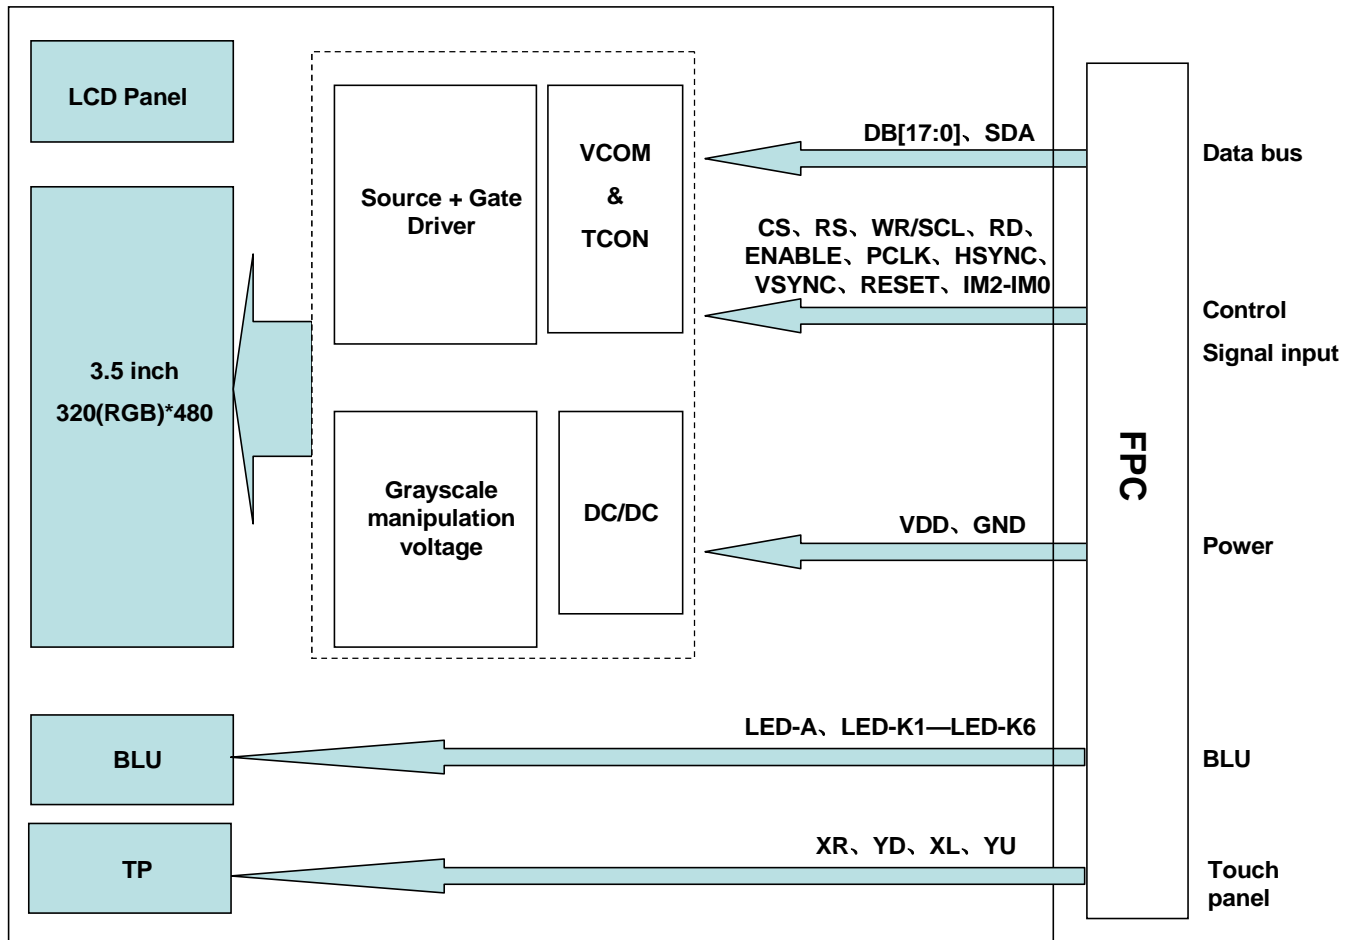 LCD Panel
3.5 inch
320(RGB)*480
Source + Gate
Driver
VCOM
&
TCON
Grayscale
manipulation
voltage
DC/DC
DB[17:0]、SDA
CS、RS、WR/SCL、RD、
ENABLE、PCLK、HSYNC、
VSYNC、RESET、IM2-IM0
VDD、GND
FPC
Data bus
Control
Signal input
Power
BLU
LED-A、LED-K1—LED-K6
BLU
TP
XR、YD、XL、YU
Touch
panel